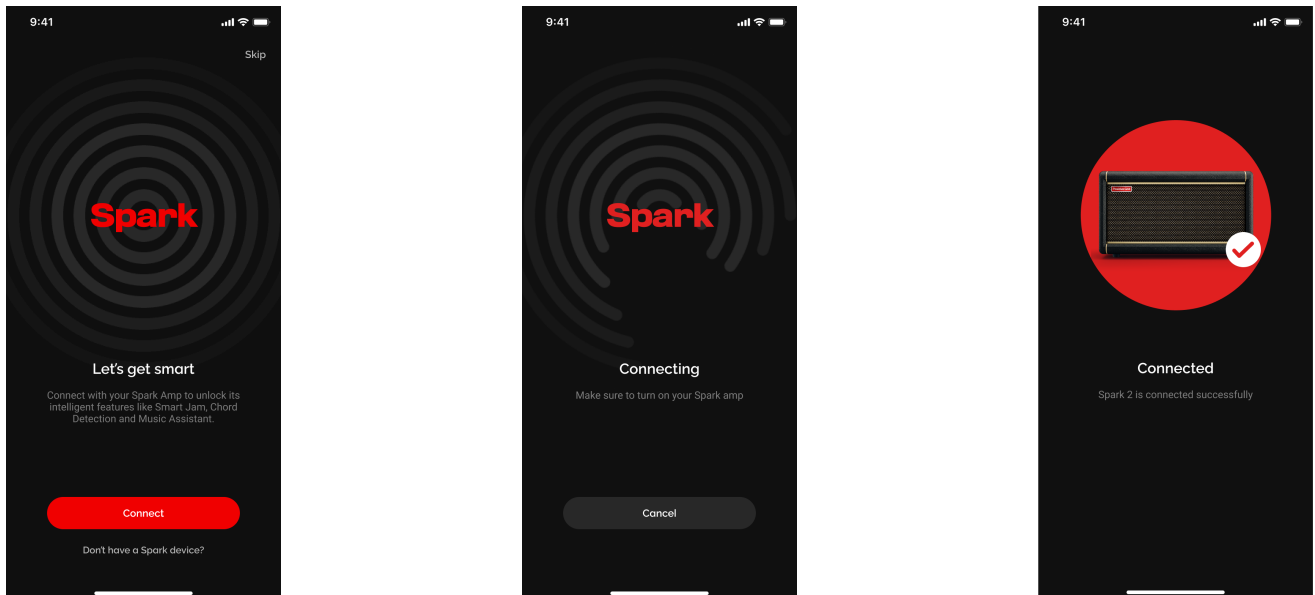 9:41
Skip
Spark
Let's get smart
Connect with your Spark Amp to unlock its
intelligent features like Smart Jam, Chord
Detection and Music Assistant.
Connect
Don't have a Spark device?
9:41
Spark
Connecting
Make sure to turn on your Spark amp
Cancel
9:41
Connected
Spark 2 is connected successfully